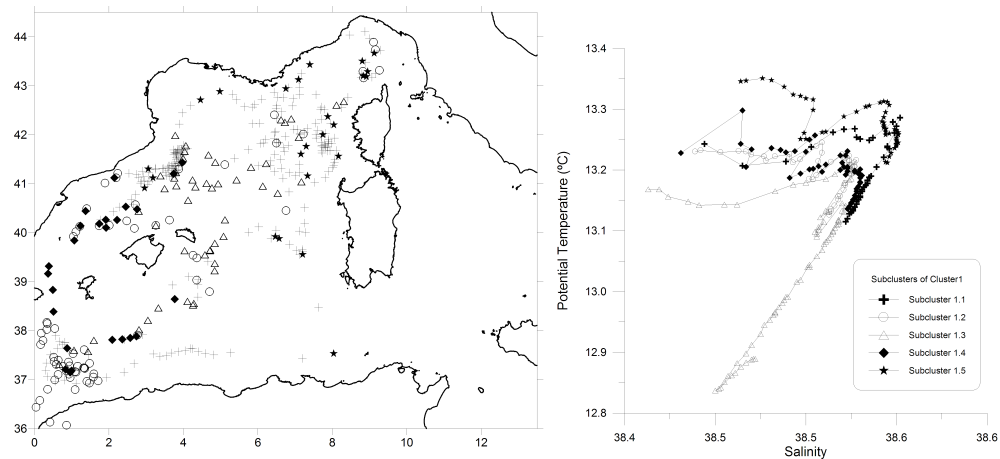 44
43
42
41
40
39
38
37
36
0 2 4 6 8 10 12
13.4
13.3
13.2
13.1
13.0
12.9
12.8
Potential Temperature (ºC)
38.4 38.5 38.5 38.6 38.6
Salinity
Subclusters of Cluster1
Subcluster 1.1
Subcluster 1.2
Subcluster 1.3
Subcluster 1.4
Subcluster 1.5